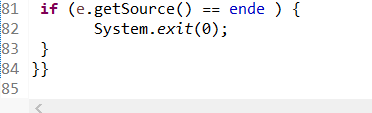 81 if (e.getSource() == ende ) {
82 System.exit(0);
83 }
84 }}
85